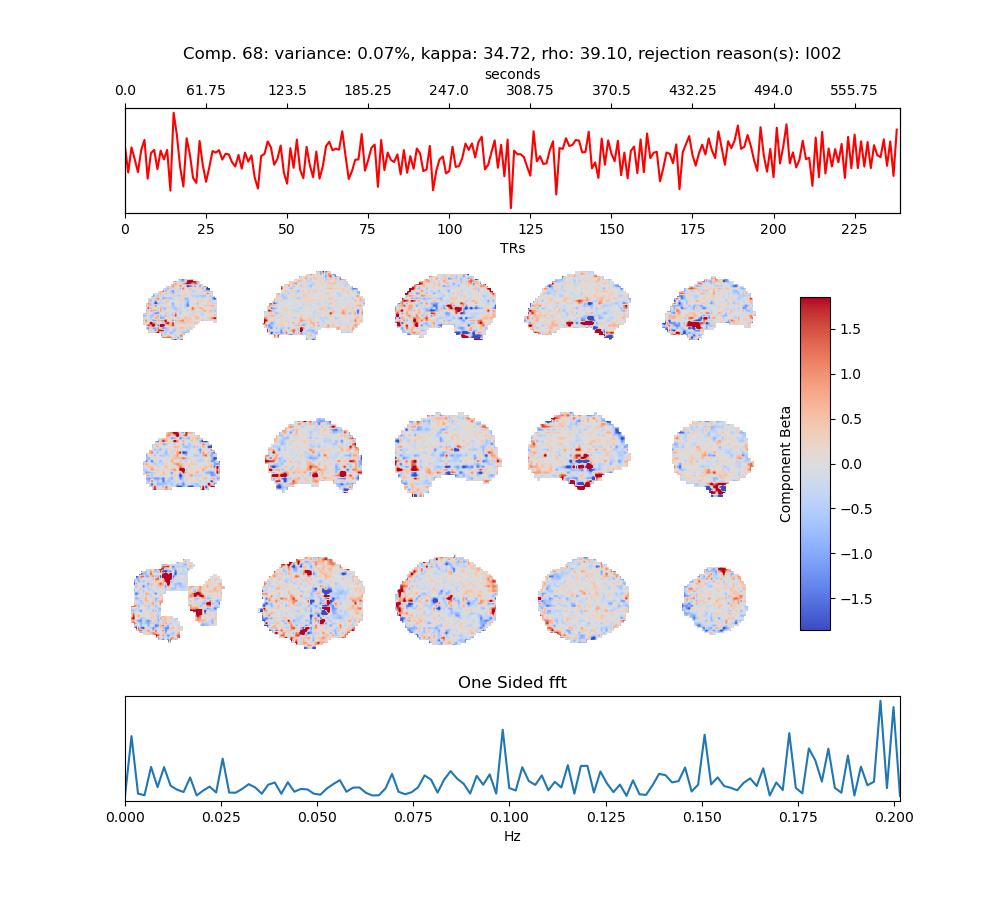 Comp. 68: variance: 0.07%, kappa: 34.72, rho: 39.10, rejection reason(s): I002
seconds
0.0 61.75 123.5 185.25 247.0 308.75 370.5 432.25 494.0 555.75
0 25 50 75 100 125 150 175 200 225
TRs
1.5
1.0
0.5
0.0
−0.5
−1.0
−1.5
Component Beta
One Sided fft
0.000 0.025 0.050 0.075 0.100 0.125 0.150 0.175 0.200
Hz